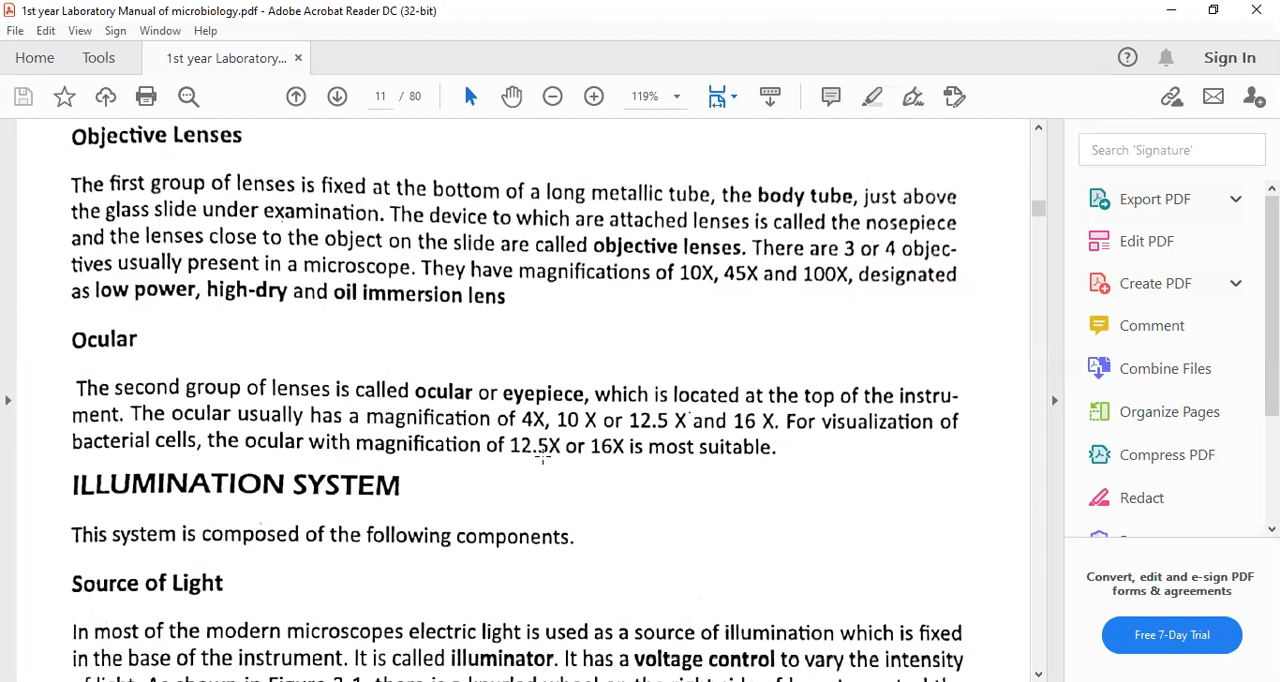 1st year Laboratory Manual of microbiology.pdf - Adobe Acrobat Reader DC (32-bit)
File Edit View Sign Window Help
Home Tools 1st year Laboratory... × Sign In
11 / 80 119%
Objective Lenses
The first group of lenses is fixed at the bottom of a long metallic tube, the body tube, just above
the glass slide under examination. The device to which are attached lenses is called the nosepiece
and the lenses close to the object on the slide are called objective lenses. There are 3 or 4 objec-
tives usually present in a microscope. They have magnifications of 10X, 45X and 100X, designated
as low power, high-dry and oil immersion lens
Ocular
The second group of lenses is called ocular or eyepiece, which is located at the top of the instru-
ment. The ocular usually has a magnification of 4X, 10 X or 12.5 X and 16 X. For visualization of
bacterial cells, the ocular with magnification of 12.5X or 16X is most suitable.
ILLUMINATION SYSTEM
This system is composed of the following components.
Source of Light
In most of the modern microscopes electric light is used as a source of illumination which is fixed
in the base of the instrument. It is called illuminator. It has a voltage control to vary the intensity
Search 'Signature'
Export PDF
Edit PDF
Create PDF
Comment
Combine Files
Organize Pages
Compress PDF
Redact
Convert, edit and e-sign PDF
forms & agreements
Free 7-Day Trial